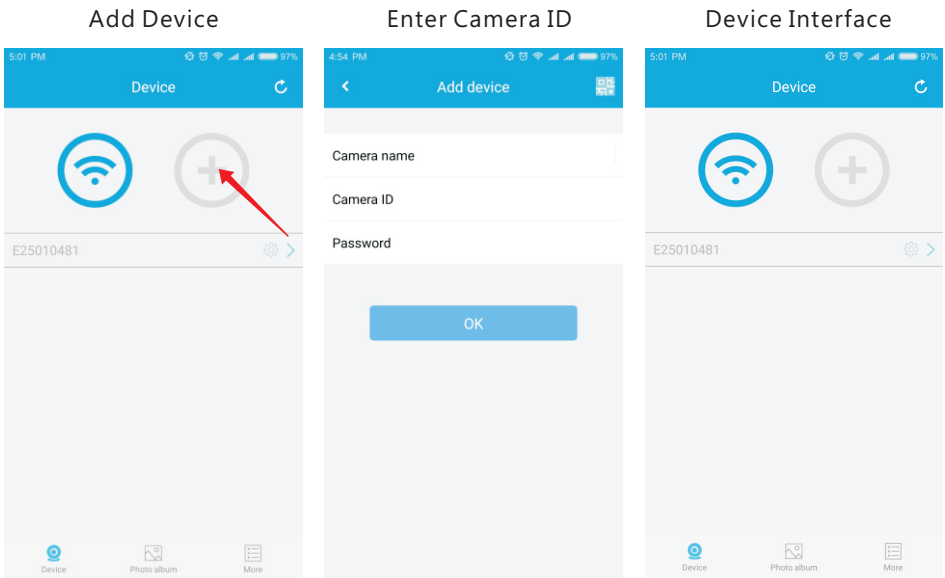 Add Device
Enter Camera ID
Device Interface
5:01 PM
97%
Device
E25010481
Device
Photo album
More
4:54 PM
97%
Add device
Camera name
Camera ID
Password
OK
5:01 PM
97%
Device
E25010481
Device
Photo album
More